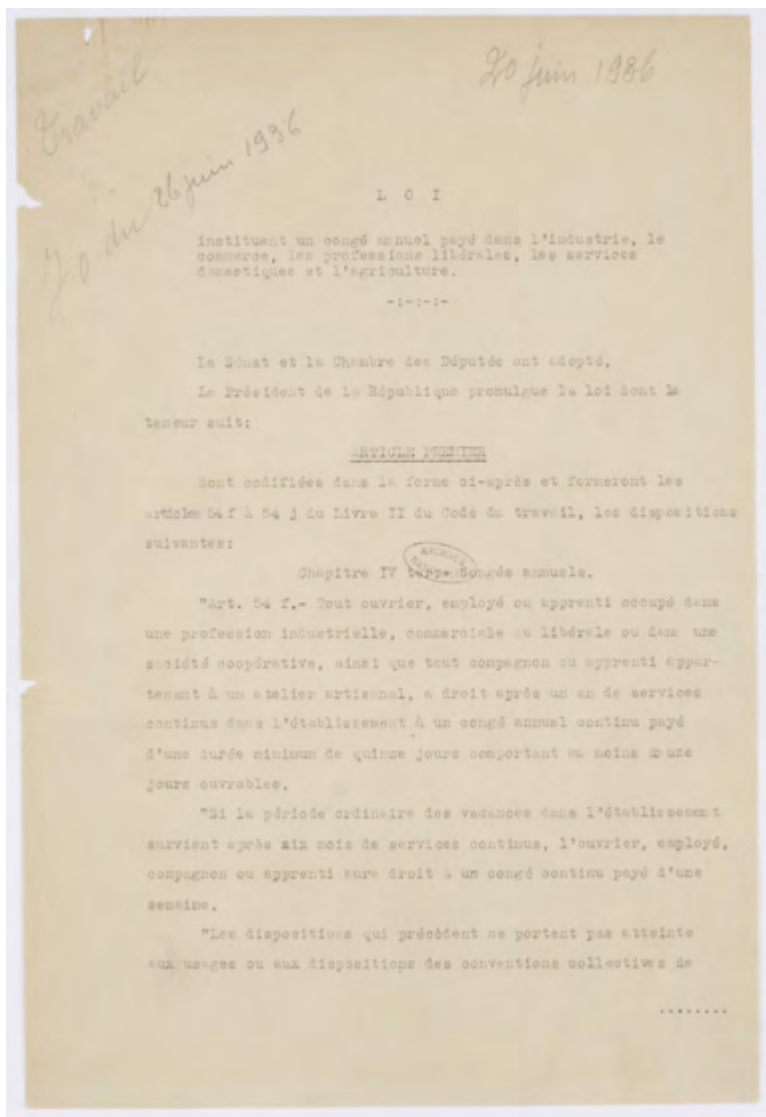 20 juin 1936
Travail
JO du 26 juin 1936
L O I
instituant un congé annuel payé dans l'industrie, le
commerce, les professions libérales, les services
domestiques et l'agriculture.
-:-:-:-
Le Sénat et la Chambre des Députés ont adopté,
Le Président de la République promulgue la loi dont la
teneur suit:
ARTICLE PREMIER
Sont codifiées dans la forme ci-après et formeront les
articles 54 f à 54 j du Livre II du Code du travail, les dispositions
suivantes:
ARCHIVES
Chapitre IV ter.- Congés annuels.
"Art. 54 f.- Tout ouvrier, employé ou apprenti occupé dans
une profession industrielle, commerciale ou libérale ou dans une
société coopérative, ainsi que tout compagnon ou apprenti appar-
tenant à un atelier artisanal, a droit après un an de services
continus dans l'établissement à un congé annuel continu payé
d'une durée minimum de quinze jours comportant au moins douze
jours ouvrables.
"Si la période ordinaire des vacances dans l'établissement
survient après six mois de services continus, l'ouvrier, employé,
compagnon ou apprenti aura droit à un congé continu payé d'une
semaine.
"Les dispositions qui précèdent ne portent pas atteinte
aux usages ou aux dispositions des conventions collectives de
........